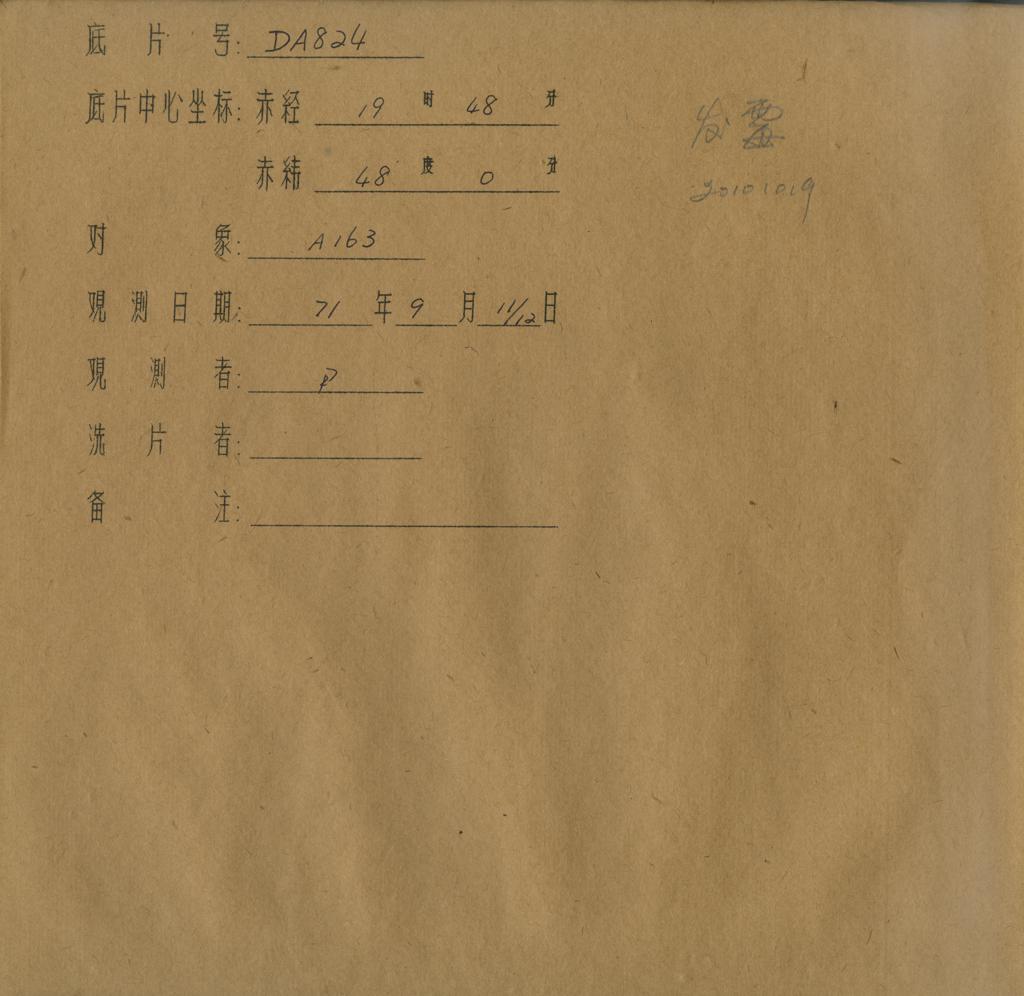 底片号: DA824
底片中心坐标: 赤经 19 时 48 分
赤纬 48 度 0 分
对象: A163
观测日期: 71 年 9 月 11/12 日
观测者:
洗片者:
备注:
发霉
20101019